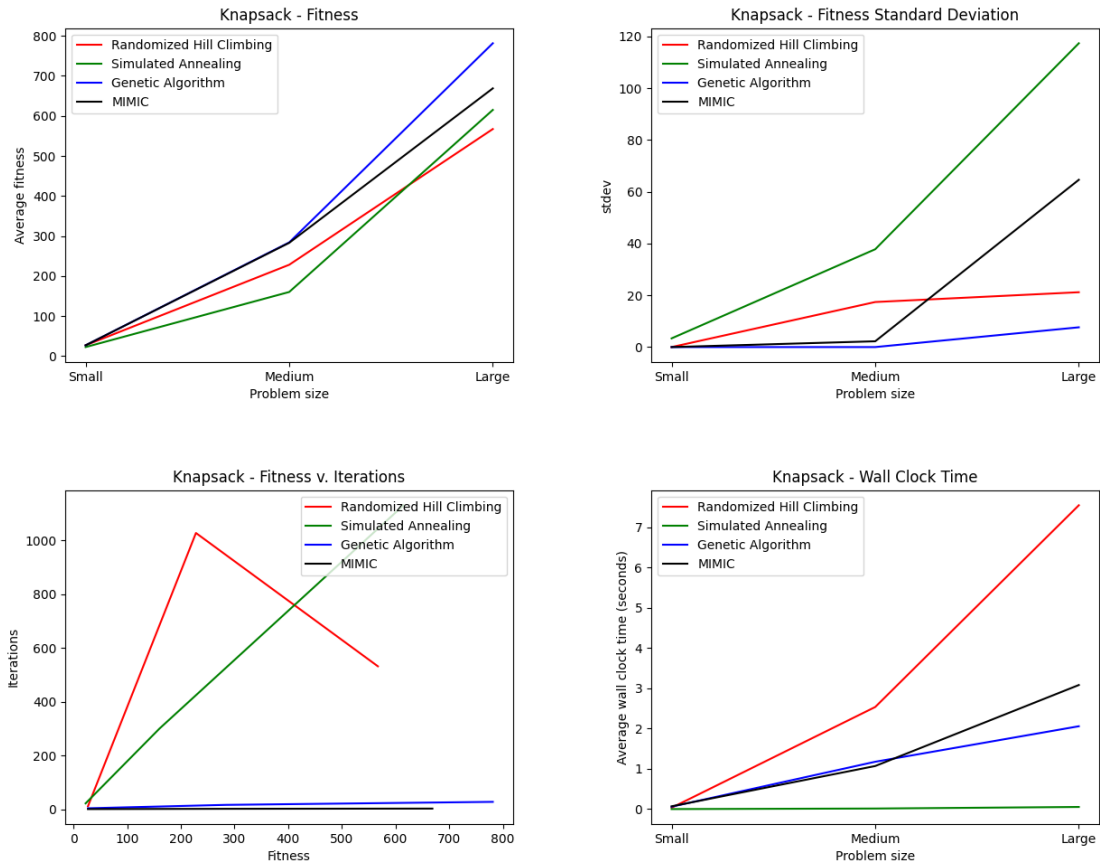 Knapsack - Fitness
Average fitness
800
700
600
500
400
300
200
100
0
Randomized Hill Climbing
Simulated Annealing
Genetic Algorithm
MIMIC
Small
Medium
Large
Problem size
Knapsack - Fitness Standard Deviation
stdev
120
100
80
60
40
20
0
Randomized Hill Climbing
Simulated Annealing
Genetic Algorithm
MIMIC
Small
Medium
Large
Problem size
Knapsack - Fitness v. Iterations
Iterations
1000
800
600
400
200
0
Randomized Hill Climbing
Simulated Annealing
Genetic Algorithm
MIMIC
0
100
200
300
400
500
600
700
800
Fitness
Knapsack - Wall Clock Time
Average wall clock time (seconds)
7
6
5
4
3
2
1
0
Randomized Hill Climbing
Simulated Annealing
Genetic Algorithm
MIMIC
Small
Medium
Large
Problem size